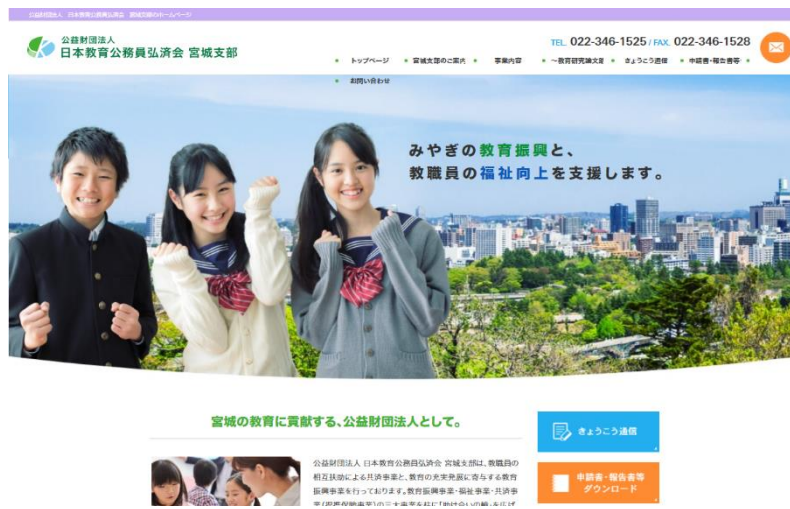 公益財団法人 日本教育公務員弘済会 宮城支部のホームページ
公益財団法人
日本教育公務員弘済会 宮城支部
TEL. 022-346-1525 / FAX. 022-346-1528
トップページ
宮城支部のご案内
事業内容
～教育研究論文等
きょうこう通信
申請書・報告書等
お問い合わせ
みやぎの教育振興と、
教職員の福祉向上を支援します。
宮城の教育に貢献する、公益財団法人として。
きょうこう通信
公益財団法人 日本教育公務員弘済会 宮城支部は、教職員の
相互扶助による共済事業と、教育の充実発展に寄与する教育
振興事業を行っております。教育振興事業・福祉事業・共済事
申請書・報告書等
ダウンロード